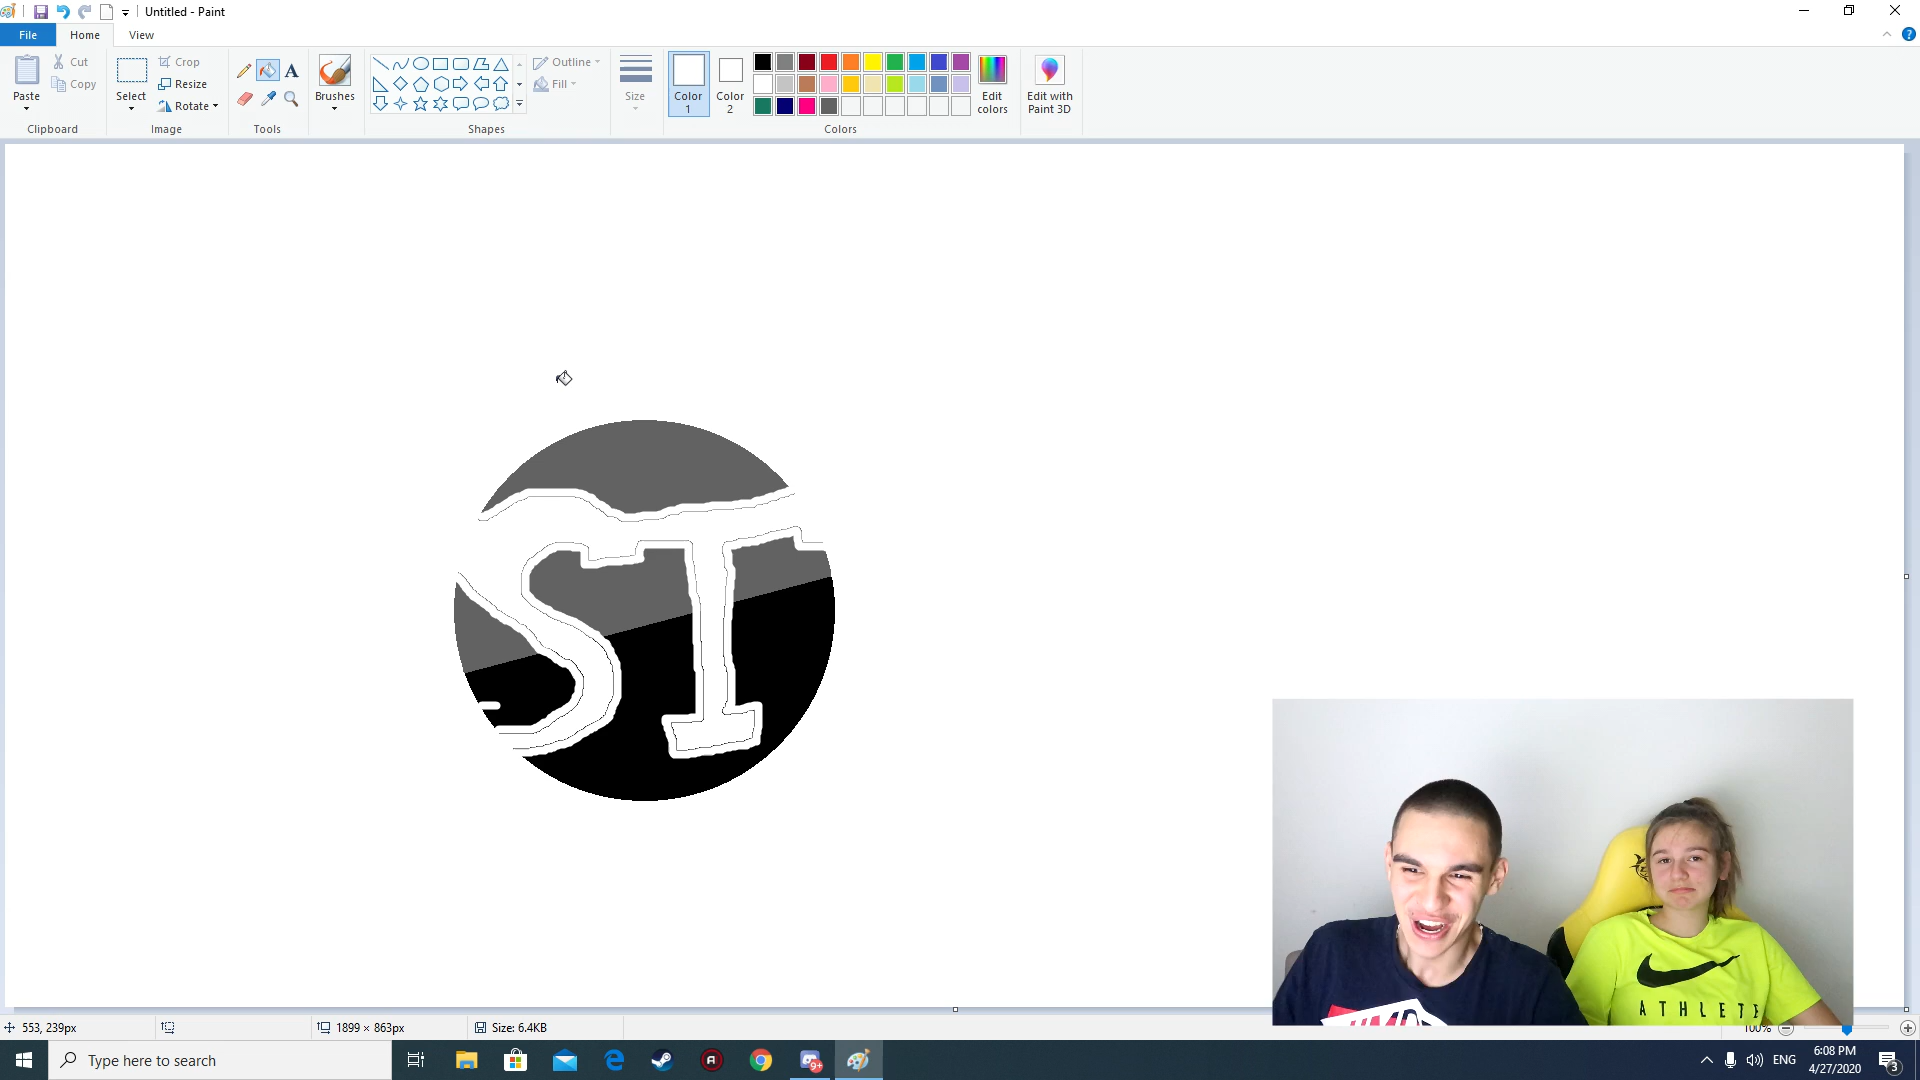 Untitled - Paint
File Home View
Paste
Cut
Copy
Clipboard
Select
Crop
Resize
Rotate
Image
A
Tools
Brushes
Shapes
Outline
Fill
Size
Color 1
Color 2
Colors
Edit colors
Edit with Paint 3D
ST
ATHLETE
553, 239px
1899 × 863px
Size: 6.4KB
100%
Type here to search
ENG
6:08 PM
4/27/2020
3